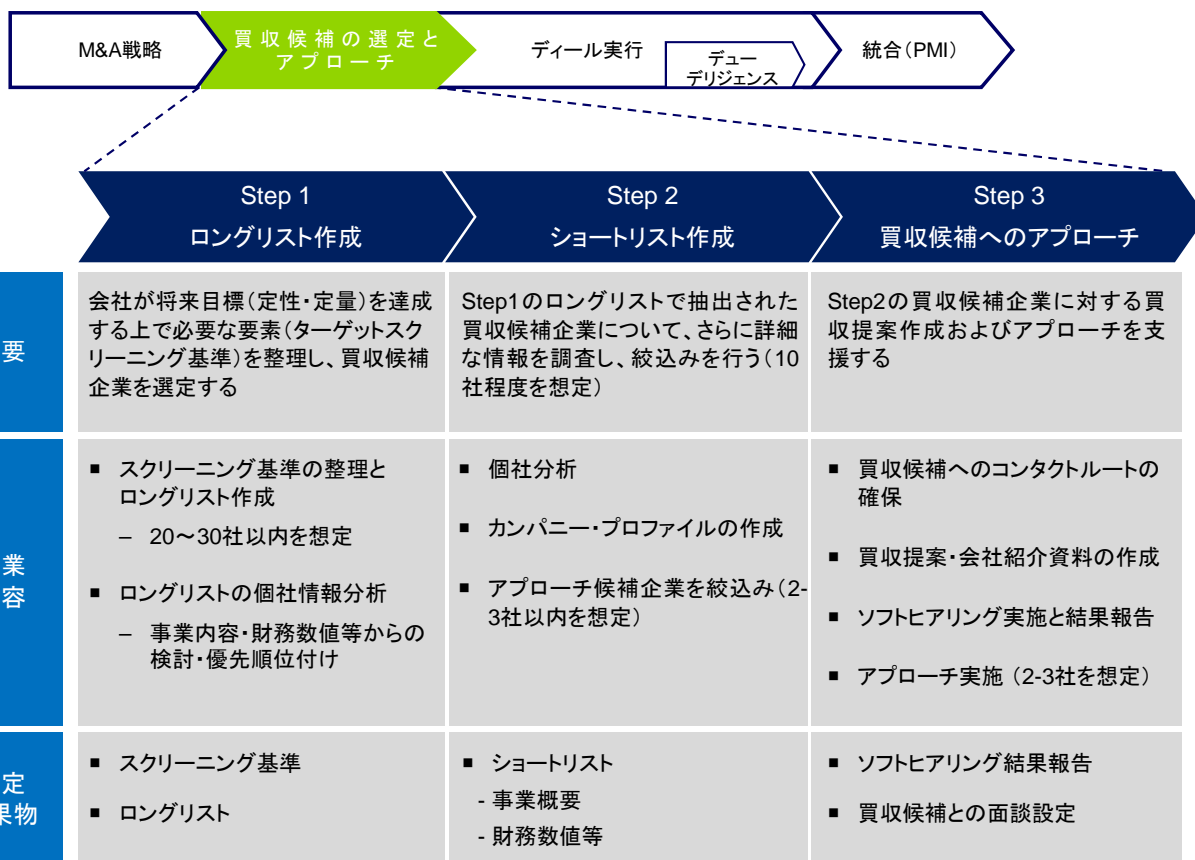 M&A戦略
買収候補の選定と
アプローチ
ディール実行
デュー
デリジェンス
統合（PMI）
Step 1
ロングリスト作成
Step 2
ショートリスト作成
Step 3
買収候補へのアプローチ
要
会社が将来目標（定性・定量）を達成
する上で必要な要素（ターゲットスク
リーニング基準）を整理し、買収候補
企業を選定する
Step1のロングリストで抽出された
買収候補企業について、さらに詳細
な情報を調査し、絞込みを行う（10
社程度を想定）
Step2の買収候補企業に対する買
収提案作成およびアプローチを支
援する
業
容
■ スクリーニング基準の整理と
ロングリスト作成
– 20～30社以内を想定
■ ロングリストの個社情報分析
– 事業内容・財務数値等からの
検討・優先順位付け
■ 個社分析
■ カンパニー・プロファイルの作成
■ アプローチ候補企業を絞込み（2-
3社以内を想定）
■ 買収候補へのコンタクトルートの
確保
■ 買収提案・会社紹介資料の作成
■ ソフトヒアリング実施と結果報告
■ アプローチ実施（2-3社を想定）
定
果物
■ スクリーニング基準
■ ロングリスト
■ ショートリスト
- 事業概要
- 財務数値等
■ ソフトヒアリング結果報告
■ 買収候補との面談設定